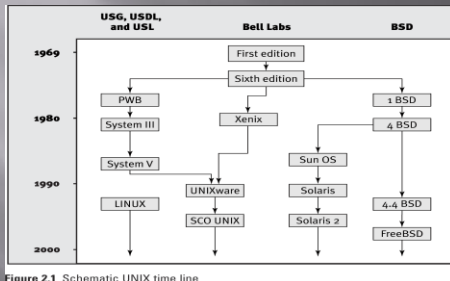 USG, USDL,
and USL
Bell Labs
BSD
1969
First edition
Sixth edition
PWB
1 BSD
1980
System III
Xenix
4 BSD
System V
Sun OS
1990
UNIXware
Solaris
LINUX
4.4 BSD
SCO UNIX
Solaris 2
FreeBSD
2000
Figure 2.1 Schematic UNIX time line